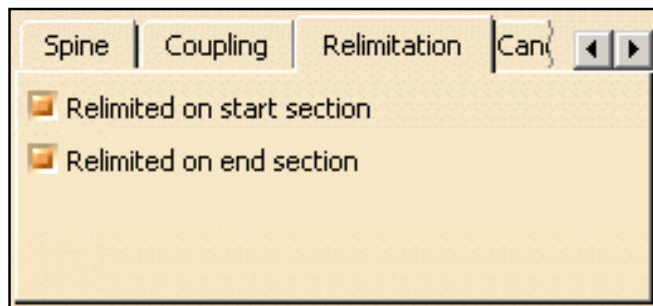 Spine Coupling Relimitation
Relimited on start section
Relimited on end section